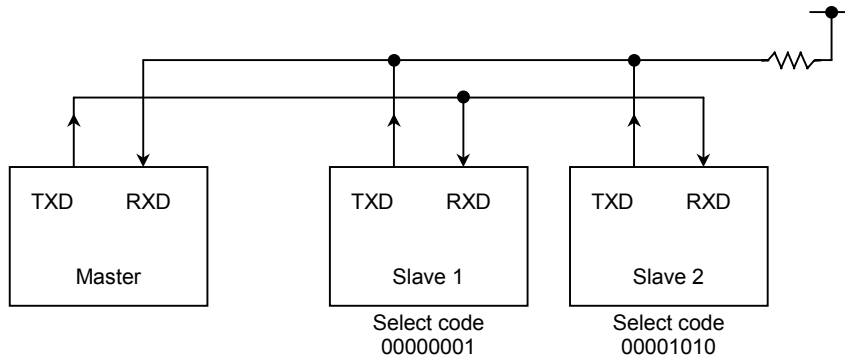 TXD RXD
Master
TXD RXD
Slave 1
Select code
00000001
TXD RXD
Slave 2
Select code
00001010